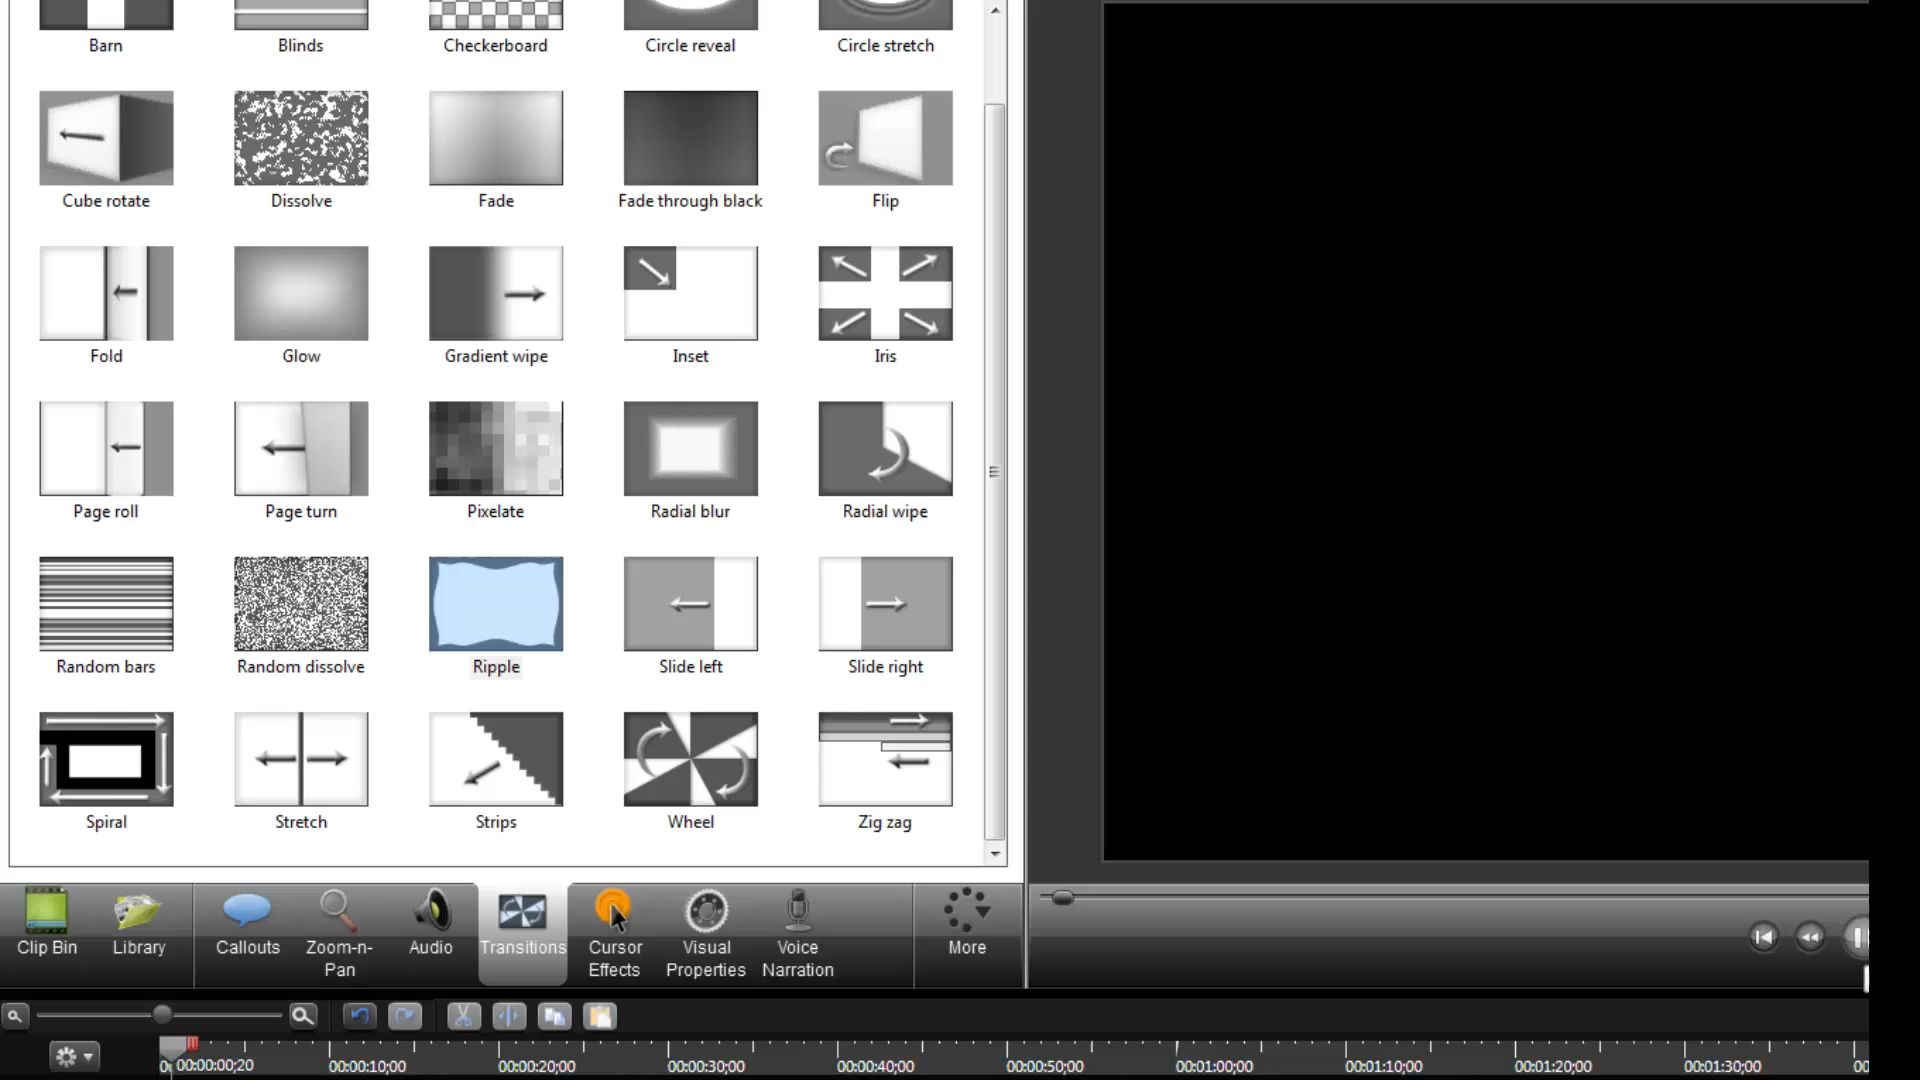 Barn
Blinds
Checkerboard
Circle reveal
Circle stretch
Cube rotate
Dissolve
Fade
Fade through black
Flip
Fold
Glow
Gradient wipe
Inset
Iris
Page roll
Page turn
Pixelate
Radial blur
Radial wipe
Random bars
Random dissolve
Ripple
Slide left
Slide right
Spiral
Stretch
Strips
Wheel
Zig zag
Clip Bin
Library
Callouts
Zoom-n-
Pan
Audio
Transitions
Cursor
Effects
Visual
Properties
Voice
Narration
More
00:00:00;20
00:00:10;00
00:00:20;00
00:00:30;00
00:00:40;00
00:00:50;00
00:01:00;00
00:01:10;00
00:01:20;00
00:01:30;00